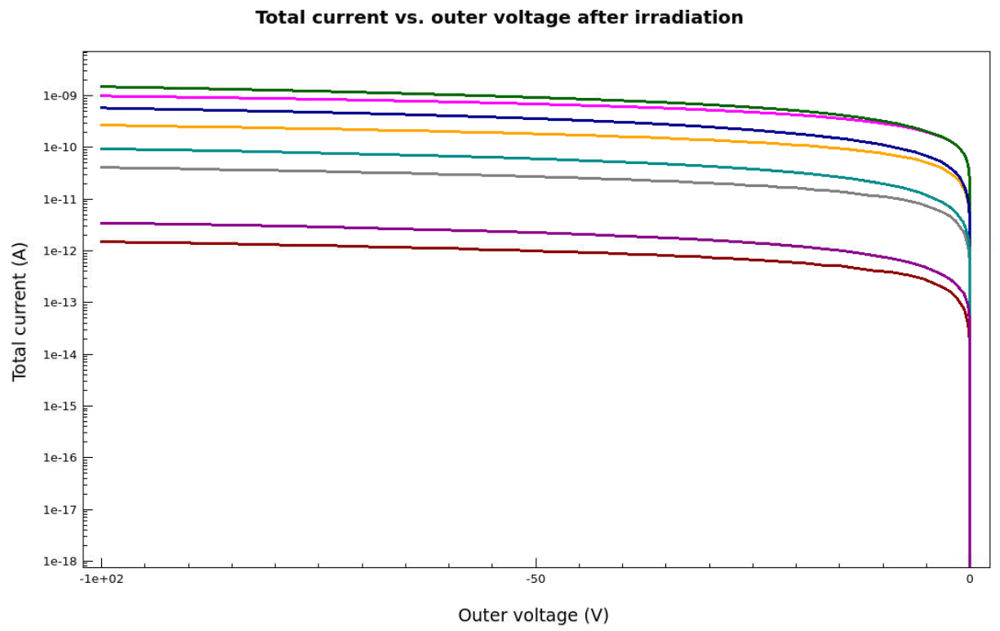 Total current vs. outer voltage after irradiation
1e-09
1e-10
1e-11
1e-12
1e-13
1e-14
1e-15
1e-16
1e-17
1e-18
Total current (A)
-1e+02
-50
0
Outer voltage (V)